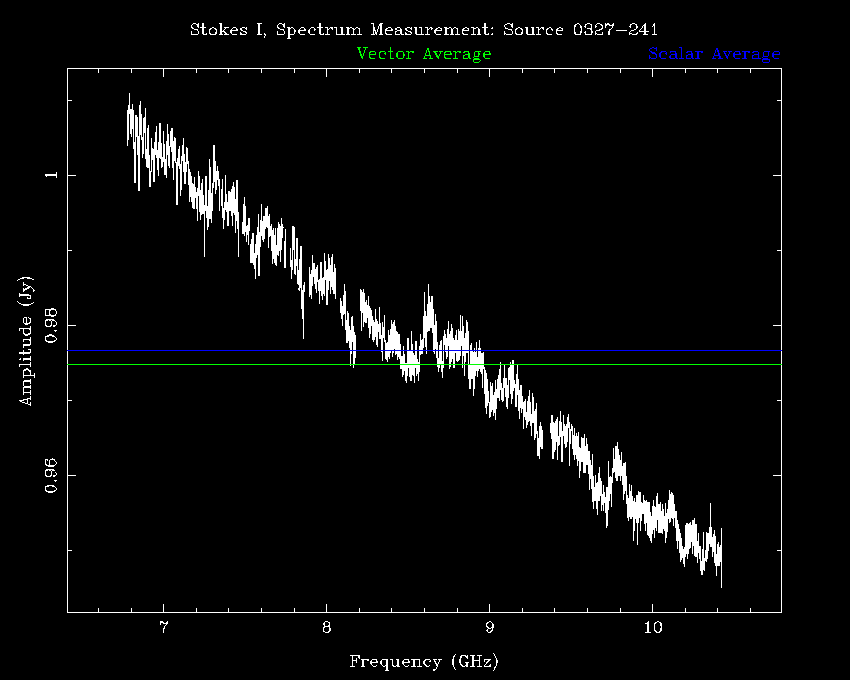 Stokes I, Spectrum Measurement: Source 0327-241
Vector Average Scalar Average
1
0.98
0.96
Amplitude (Jy)
7 8 9 10
Frequency (GHz)